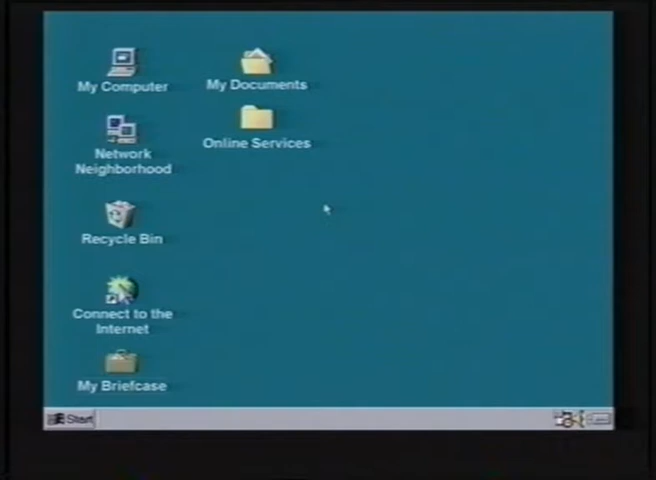 My Computer
My Documents
Online Services
Network
Neighborhood
Recycle Bin
Connect to the
Internet
My Briefcase
Start